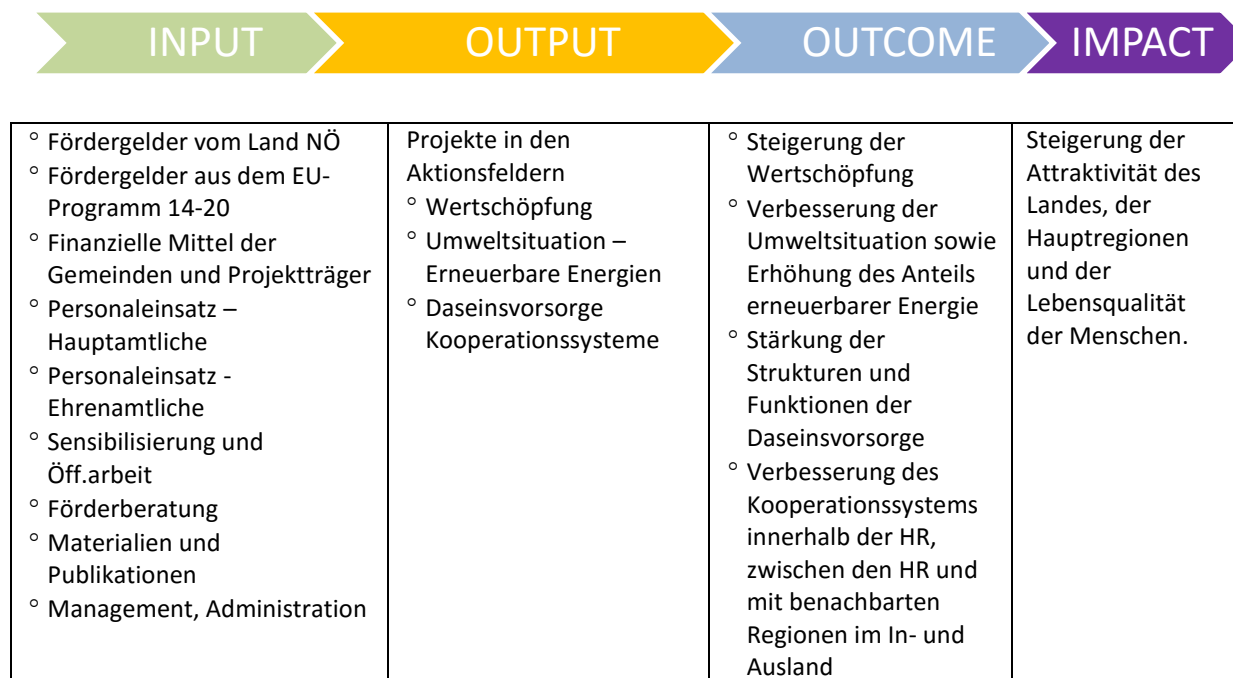 INPUT
OUTPUT
OUTCOME
IMPACT
° Fördergelder vom Land NÖ
° Fördergelder aus dem EU-
Programm 14-20
° Finanzielle Mittel der
Gemeinden und Projektträger
° Personaleinsatz –
Hauptamtliche
° Personaleinsatz -
Ehrenamtliche
° Sensibilisierung und
Öff.arbeit
° Förderberatung
° Materialien und
Publikationen
° Management, Administration
Projekte in den
Aktionsfeldern
° Wertschöpfung
° Umweltsituation –
Erneuerbare Energien
° Daseinsvorsorge
Kooperationssysteme
° Steigerung der
Wertschöpfung
° Verbesserung der
Umweltsituation sowie
Erhöhung des Anteils
erneuerbarer Energie
° Stärkung der
Strukturen und
Funktionen der
Daseinsvorsorge
° Verbesserung des
Kooperationssystems
innerhalb der HR,
zwischen den HR und
mit benachbarten
Regionen im In- und
Ausland
Steigerung der
Attraktivität des
Landes, der
Hauptregionen
und der
Lebensqualität
der Menschen.